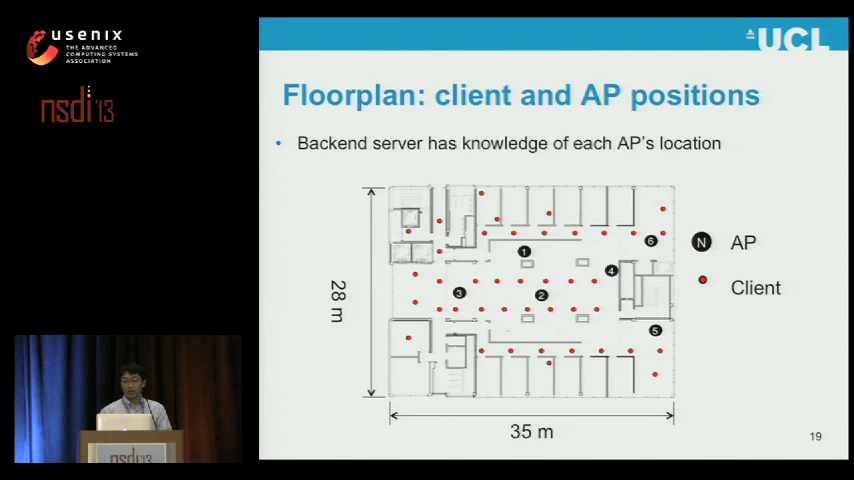 usenix
THE ADVANCED
COMPUTING SYSTEMS
ASSOCIATION
nsdi '13
UCL
Floorplan: client and AP positions
• Backend server has knowledge of each AP's location
1
6
N AP
4
Client
3
2
28 m
5
35 m
19
nsdi '13